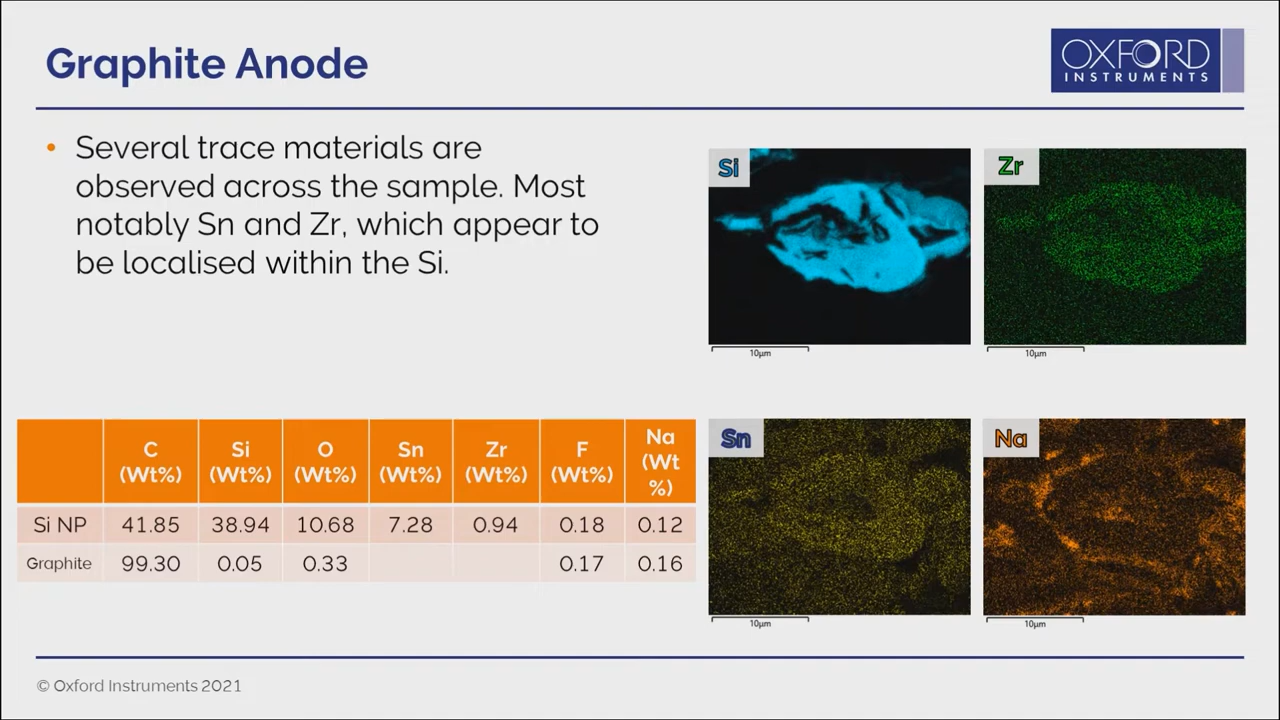 Graphite Anode
OXFORD
INSTRUMENTS
• Several trace materials are
observed across the sample. Most
notably Sn and Zr, which appear to
be localised within the Si.
Si
Zr
10µm
10µm
Sn
Na
10µm
10µm
C (Wt%) Si (Wt%) O (Wt%) Sn (Wt%) Zr (Wt%) F (Wt%) Na (Wt %)
Si NP 41.85 38.94 10.68 7.28 0.94 0.18 0.12
Graphite 99.30 0.05 0.33 0.17 0.16
© Oxford Instruments 2021